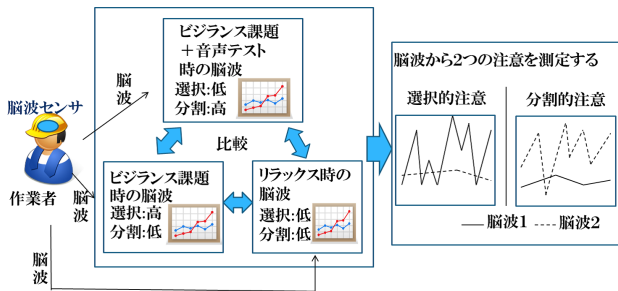 ビジランス課題
＋音声テスト
時の脳波
選択:低
分割:高
脳波
脳波センサ
作業者
脳波
脳波
比較
ビジランス課題
時の脳波
選択:高
分割:低
リラックス時の
脳波
選択:低
分割:低
脳波から2つの注意を測定する
選択的注意
分割的注意
脳波1
脳波2